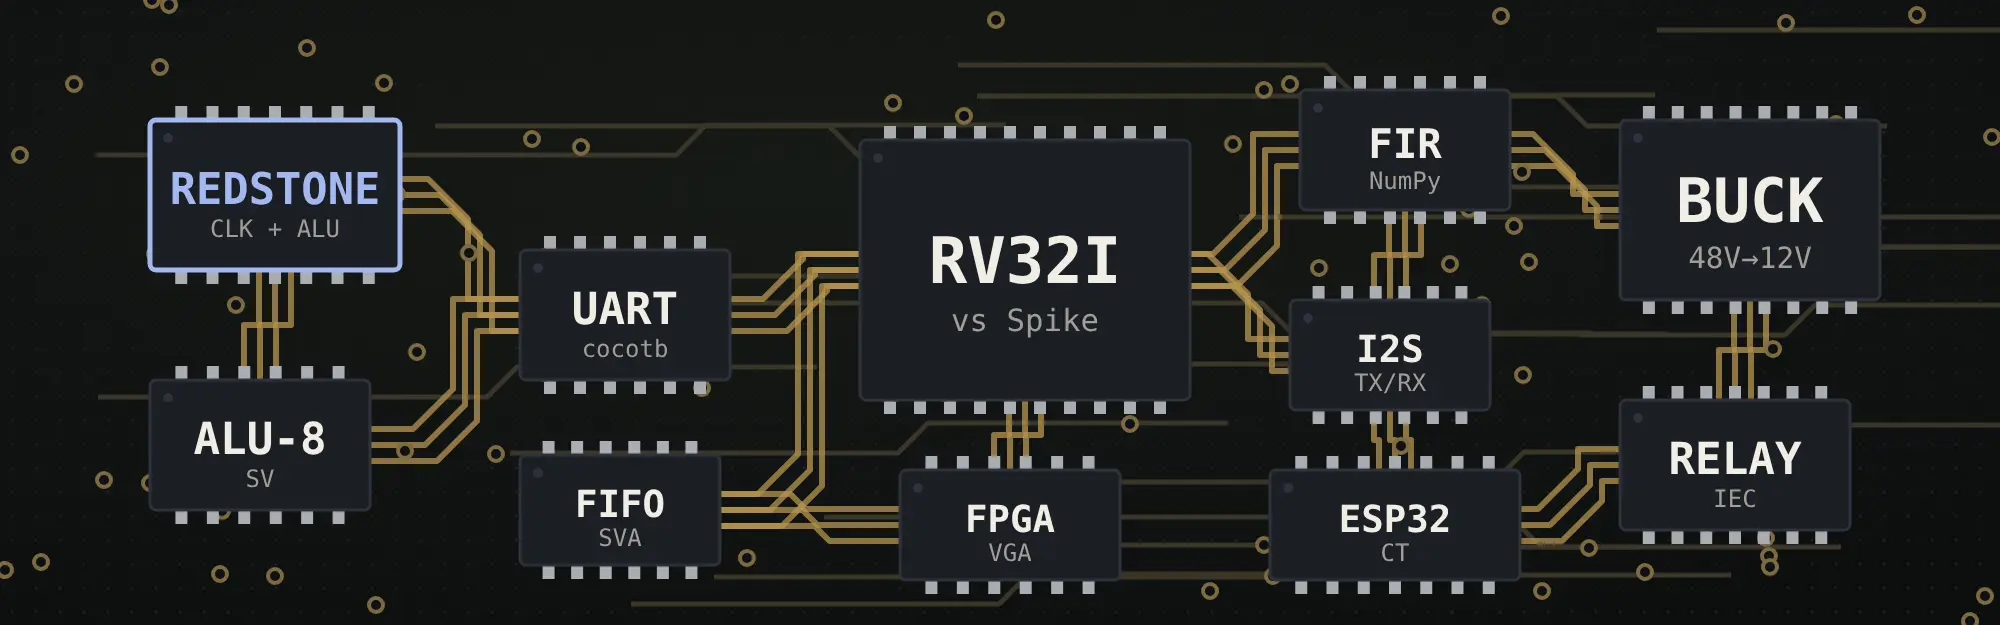 REDSTONE
CLK + ALU
ALU-8
SV
UART
cocotb
FIFO
SVA
RV32I
vs Spike
FPGA
VGA
FIR
NumPy
I2S
TX/RX
ESP32
CT
BUCK
48V→12V
RELAY
IEC